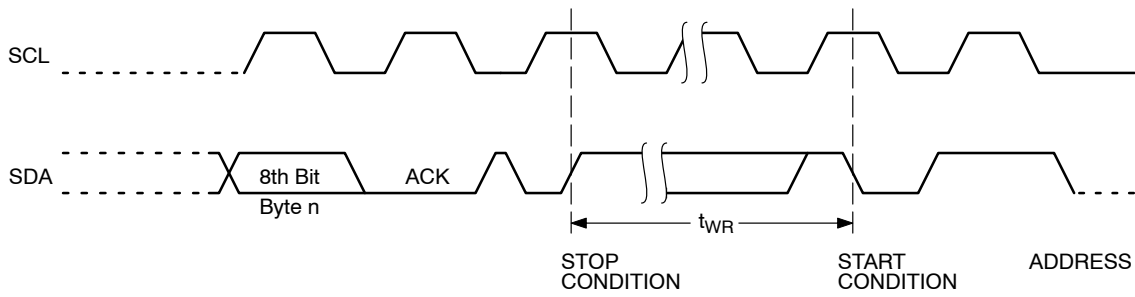 SCL
SDA
8th Bit
Byte n
ACK
tWR
STOP
CONDITION
START
CONDITION
ADDRESS